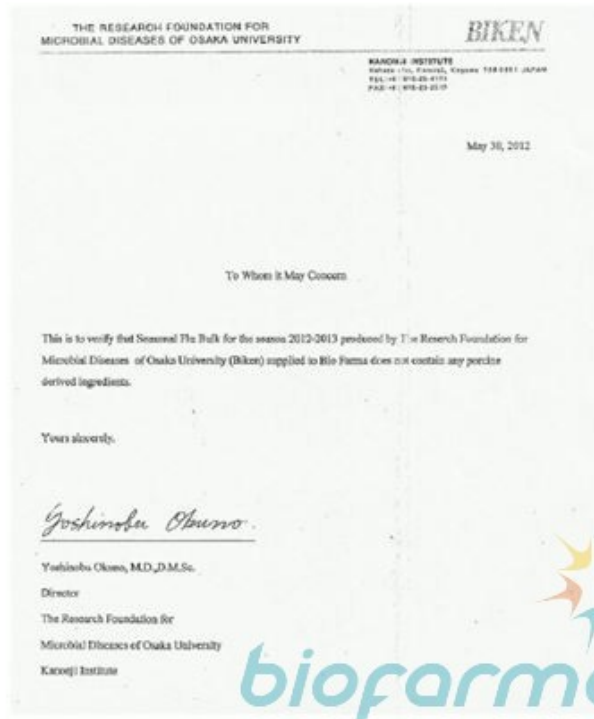 THE RESEARCH FOUNDATION FOR
MICROBIAL DISEASES OF OSAKA UNIVERSITY
BIKEN
KANONJI INSTITUTE
JAPAN
May 30, 2012
To Whom it May Concern
This is to verify that Seasonal Flu Bulk for the season 2012-2013 produced by The Reserch Foundation for
Microbial Diseases of Osaka University (Biken) supplied to Bio Farma does not contain any porcine
derived ingredients.
Yours sincerely,
Yoshinobu Okuno.
Yoshinobu Okuno, M.D.,D.M.Sc.
Director
The Research Foundation for
Microbial Diseases of Osaka University
Kanonji Institute
biofarma